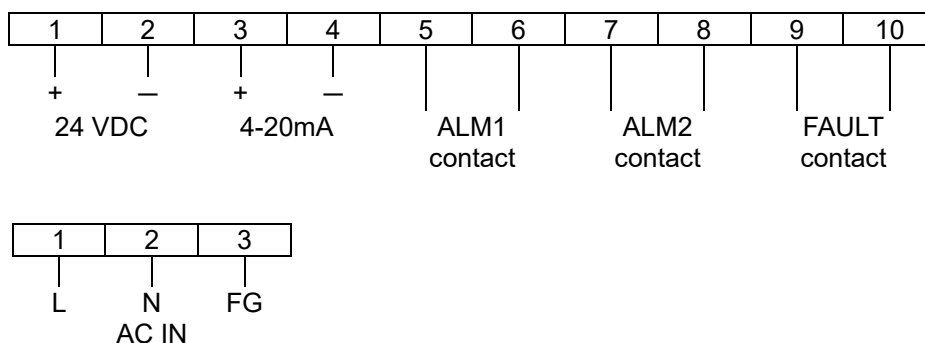 1 2 3 4 5 6 7 8 9 10
+ — + —
24 VDC 4-20mA ALM1 ALM2 FAULT
contact contact contact
1 2 3
L N FG
AC IN